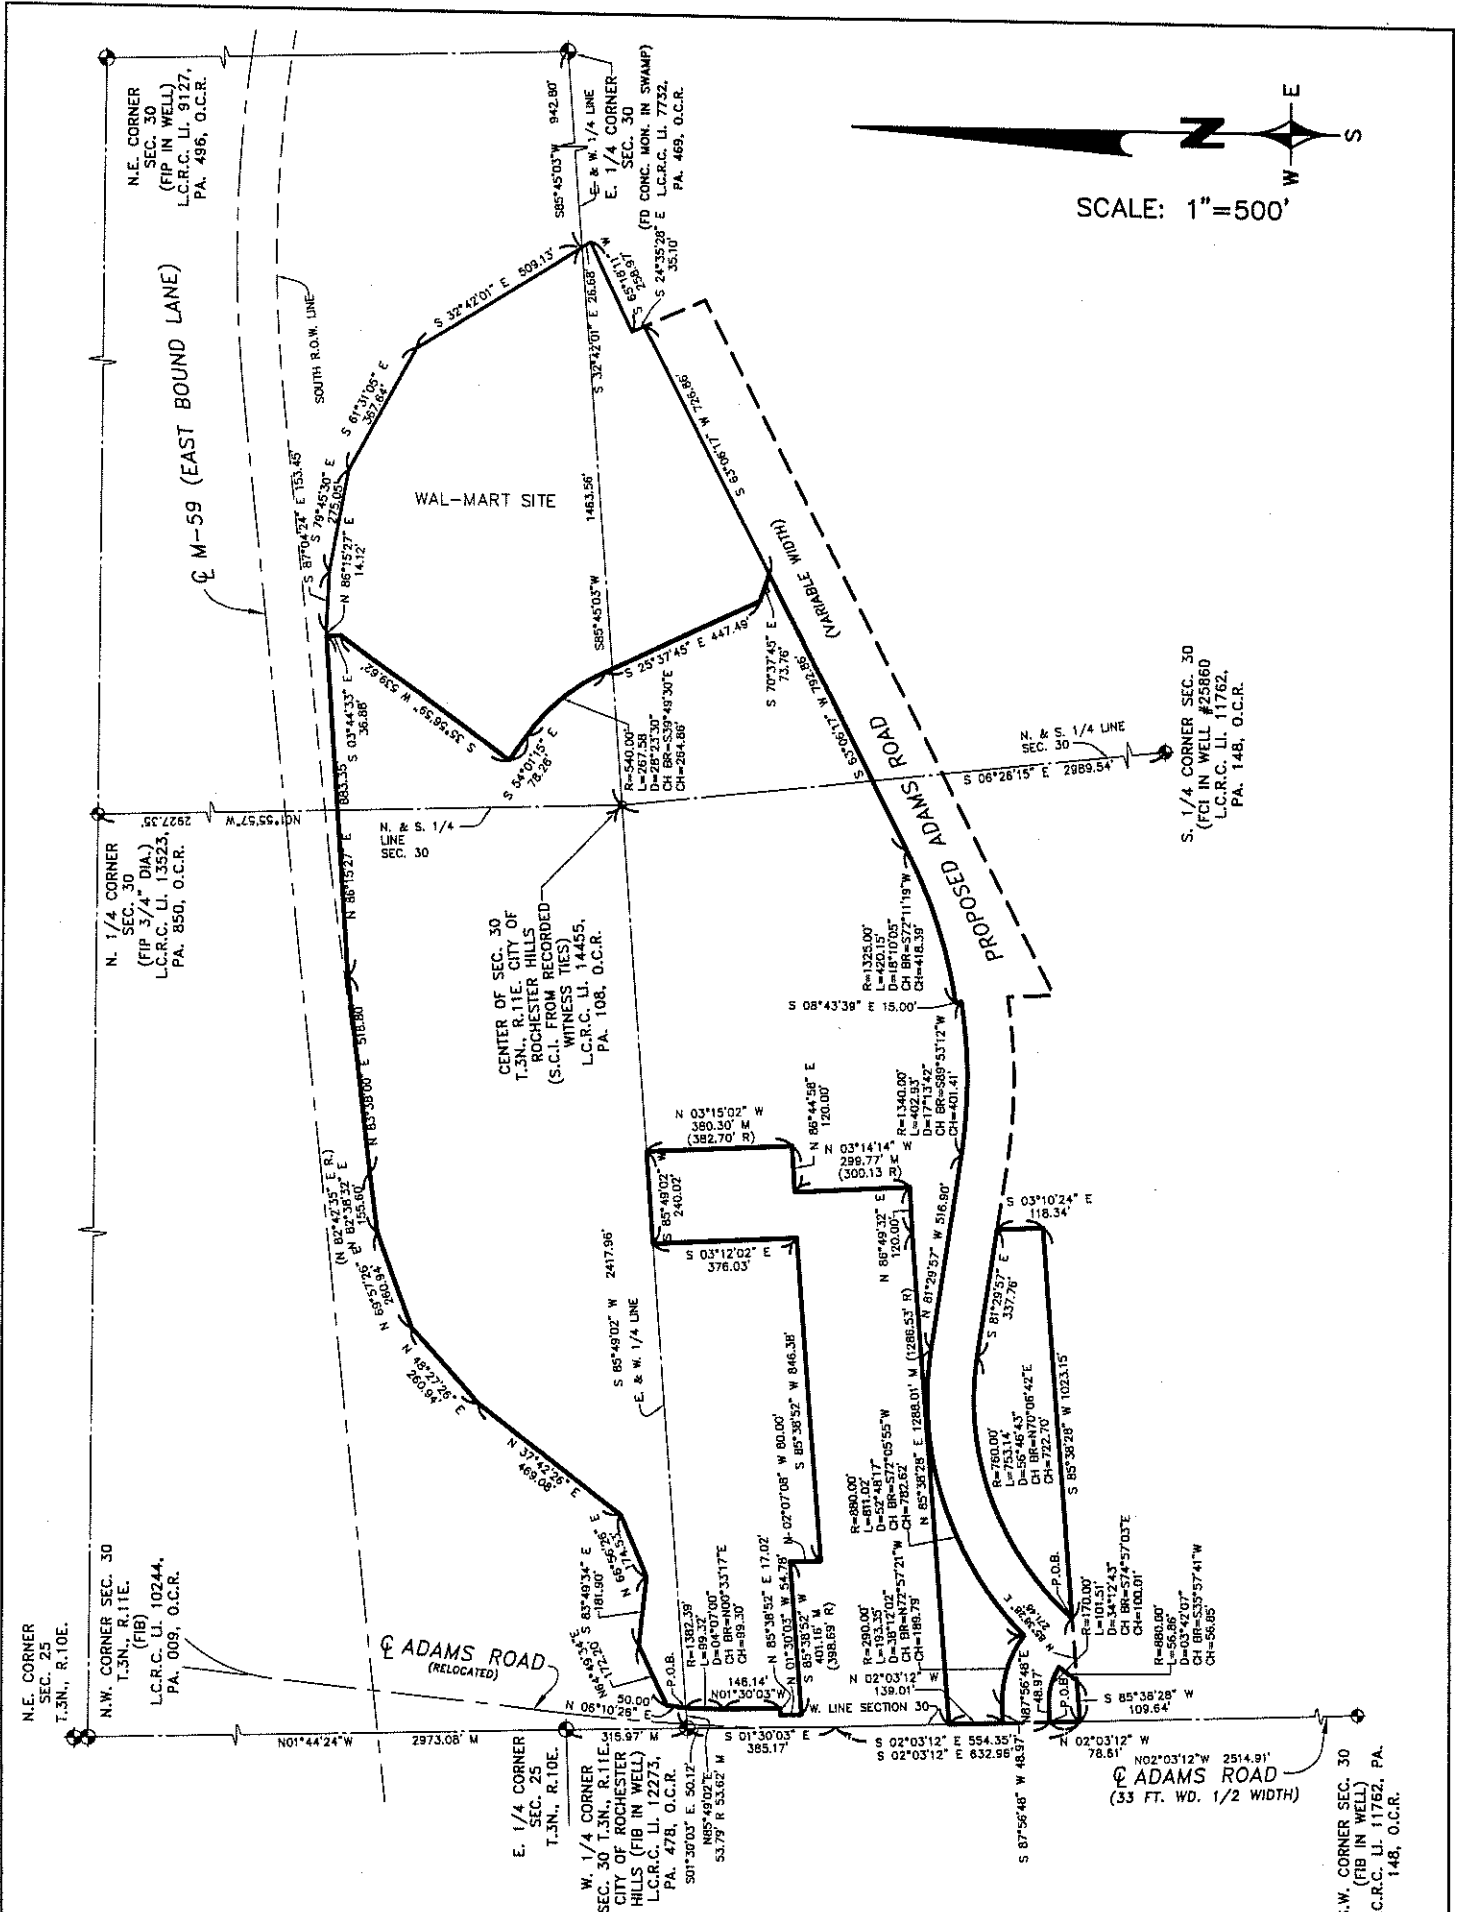 N.E. CORNER
SEC. 30
(FIP IN WELL)
L.C.R.C. LI. 9127,
PA. 496, O.C.R.
942.80'
S85°45'03"W
E. & W. 1/4 LINE
E. 1/4 CORNER
SEC. 30
(FD CONC. MON. IN SWAMP)
L.C.R.C. LI. 7732,
PA. 469, O.C.R.
N
E
S
W
SCALE: 1"=500'
℄ M-59 (EAST BOUND LANE)
SOUTH R.O.W. LINE
S 32°42'01" E 509.13'
S 32°42'01" E 26.68'
S 65°18'11" W
258.97'
S 24°35'28" E
35.10'
S 61°31'05" E
367.64'
S 79°45'30" E
275.05'
S 87°04'24" E 153.45'
N 86°15'27" E
14.12'
WAL-MART SITE
1463.56'
S85°45'03"W
S 63°06'17" W 726.86'
(VARIABLE WIDTH)
S 35°56'59" W 539.62'
S 03°44'33" E
36.88'
S 25°37'45" E 447.49'
S 70°37'45" E
73.76'
S 54°01'15" E
78.26'
R=540.00'
L=267.58
D=28°23'30"
CH BR=S39°49'30"E
CH=264.86'
S 63°06'17" W 792.86'
PROPOSED ADAMS ROAD
N. & S. 1/4 LINE
SEC. 30
S 06°26'15" E 2989.54'
S. 1/4 CORNER SEC. 30
(FCI IN WELL #25860
L.C.R.C. LI. 11762,
PA. 148, O.C.R.
N. 1/4 CORNER
SEC. 30
(FIP 3/4" DIA.)
L.C.R.C. LI. 13523,
PA. 850, O.C.R.
N01°55'57"W 2927.35'
N. & S. 1/4
LINE
SEC. 30
N 86°15'27" E 883.35'
CENTER OF SEC. 30
T.3N., R.11E. CITY OF
ROCHESTER HILLS
(S.C.I. FROM RECORDED
WITNESS TIES)
L.C.R.C. LI. 14455,
PA. 108, O.C.R.
R=1325.00'
L=420.15'
D=18°10'05"
CH BR=S72°11'19"W
CH=418.39'
S 08°43'39" E 15.00'
N 83°38'00" E 518.80'
(N 82°42'35" E R.)
N 82°38'32" E
155.60'
N 69°57'26" E
260.94'
N 48°27'26" E
260.94'
N 37°42'26" E
469.08'
N 66°56'26" E
174.53'
S 83°49'34" E
181.90'
N64°49'34"E
172.20
N 06°10'26" E
50.00'
N 03°15'02" W
380.30' M
(382.70' R)
N 86°44'58" E
120.00'
N 03°14'14" W
299.77' M
(300.13 R)
R=1340.00'
L=402.93'
D=17°13'42"
CH BR=S89°53'12"W
CH=401.41'
S 85°49'02" W
240.02'
S 03°12'02" E
376.03'
N 86°49'32" E
120.00'
N 81°29'57" W 516.90'
S 03°10'24" E
118.34'
S 85°49'02" W 2417.96'
E. & W. 1/4 LINE
S 81°29'57" E
337.76'
N 85°38'28" E 1288.01' M (1286.53' R)
S 85°38'52" W 846.38'
N 02°07'08" W 80.00'
R=760.00'
L=753.14'
D=56°46'43"
CH BR=N70°06'42"E
CH=722.70'
S 85°38'28" W 1023.15'
R=880.00'
L=811.02'
D=52°48'17"
CH BR=S72°05'55"W
CH=782.62'
N.E. CORNER
SEC. 25
T.3N., R.10E.
N.W. CORNER SEC. 30
T.3N., R.11E.
(FIB)
L.C.R.C. LI. 10244,
PA. 009, O.C.R.
℄ ADAMS ROAD
(RELOCATED)
P.O.B.
R=1382.39'
L=99.32'
D=04°07'00"
CH BR=N00°33'17"E
CH=99.30'
146.14'
N01°30'03"W
N 85°38'52" E 17.02'
N 01°30'03" W 54.78'
S 85°38'52" W
401.16' M
(398.69' R)
W. LINE SECTION 30
R=290.00'
L=193.35'
D=38°12'02"
CH BR=N72°57'21"W
CH=189.79'
N 02°03'12" W
139.01'
N 85°38'28" E
271.46
P.O.B.
R=170.00'
L=101.51'
D=34°12'43"
CH BR=S74°57'03"E
CH=100.01'
R=880.00'
L=56.86'
D=03°42'07"
CH BR=S35°57'41"W
CH=56.85'
N87°56'48"E
48.97'
P.O.B.
S 85°38'28" W
109.64'
N01°44'24"W 2973.08' M
315.97' M
S 01°30'03" E
385.17'
S 02°03'12" E 554.35'
S 02°03'12" E 632.96'
N 02°03'12" W
78.61'
N02°03'12"W 2514.91'
℄ ADAMS ROAD
(33 FT. WD. 1/2 WIDTH)
S 87°56'48" W 48.97'
E. 1/4 CORNER
SEC. 25
T.3N., R.10E.
W. 1/4 CORNER
SEC. 30 T.3N., R.11E.
CITY OF ROCHESTER
HILLS (FIB IN WELL)
L.C.R.C. LI. 12273,
PA. 478, O.C.R.
S01°30'03" E 50.12'
N85°49'02"E
53.79' R 53.62' M
.W. CORNER SEC. 30
(FIB IN WELL)
.C.R.C. LI. 11762, PA.
148, O.C.R.